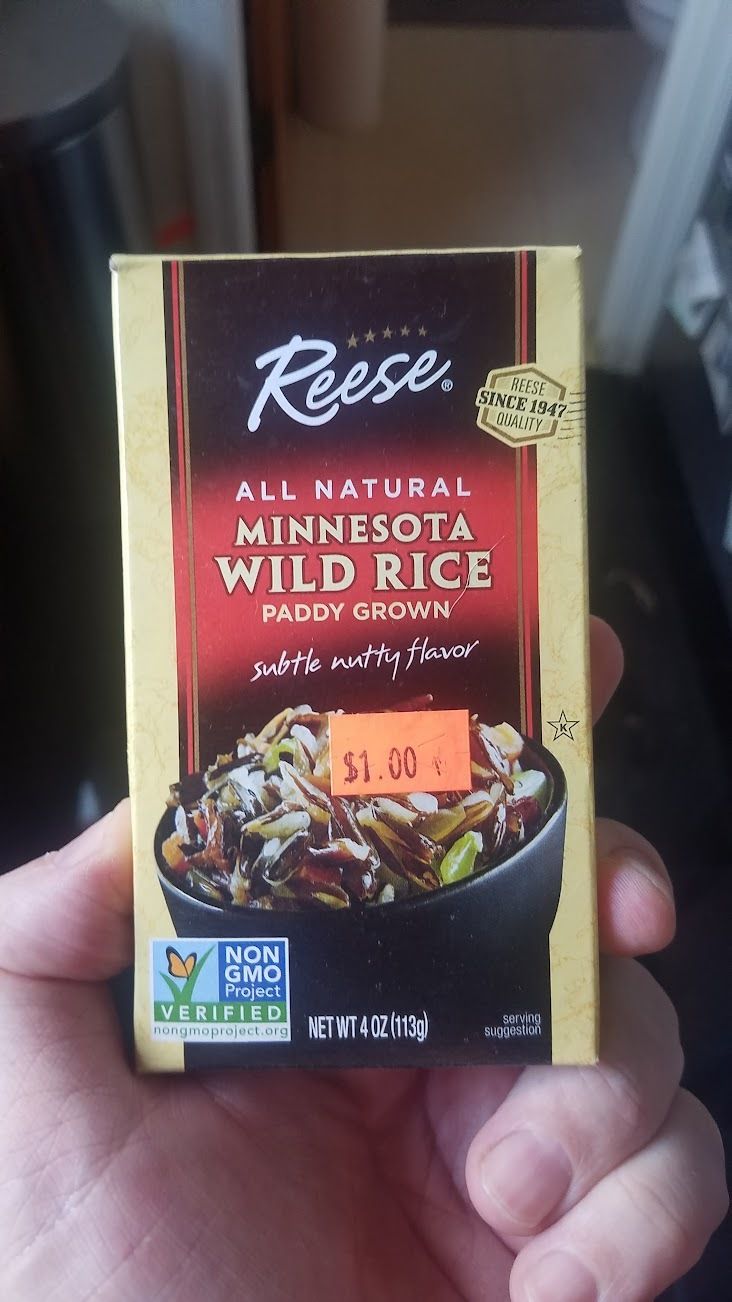 Reese®
REESE
SINCE 1947
QUALITY
ALL NATURAL
MINNESOTA
WILD RICE
PADDY GROWN
subtle nutty flavor
$1.00
K
NON
GMO
Project
VERIFIED
nongmoproject.org
NET WT 4 OZ (113g)
serving
suggestion